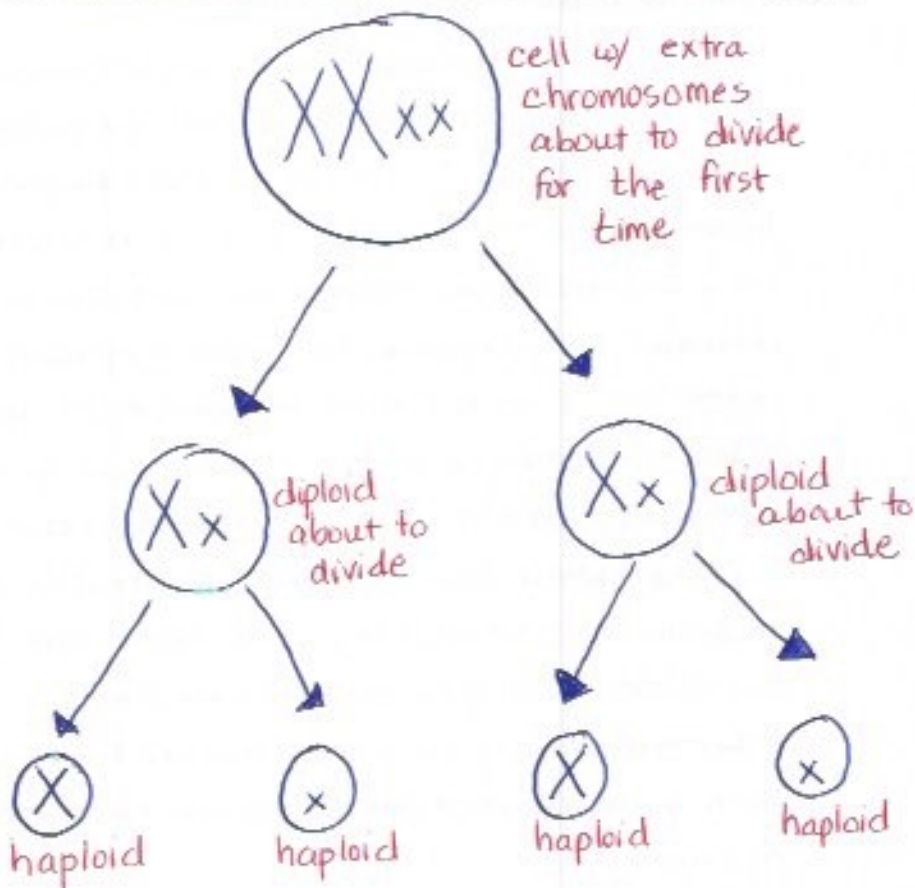 cell w/ extra
chromosomes
about to divide
for the first
time
XXxx
diploid
about to
divide
Xx
diploid
about to
divide
Xx
X
x
X
x
haploid
haploid
haploid
haploid